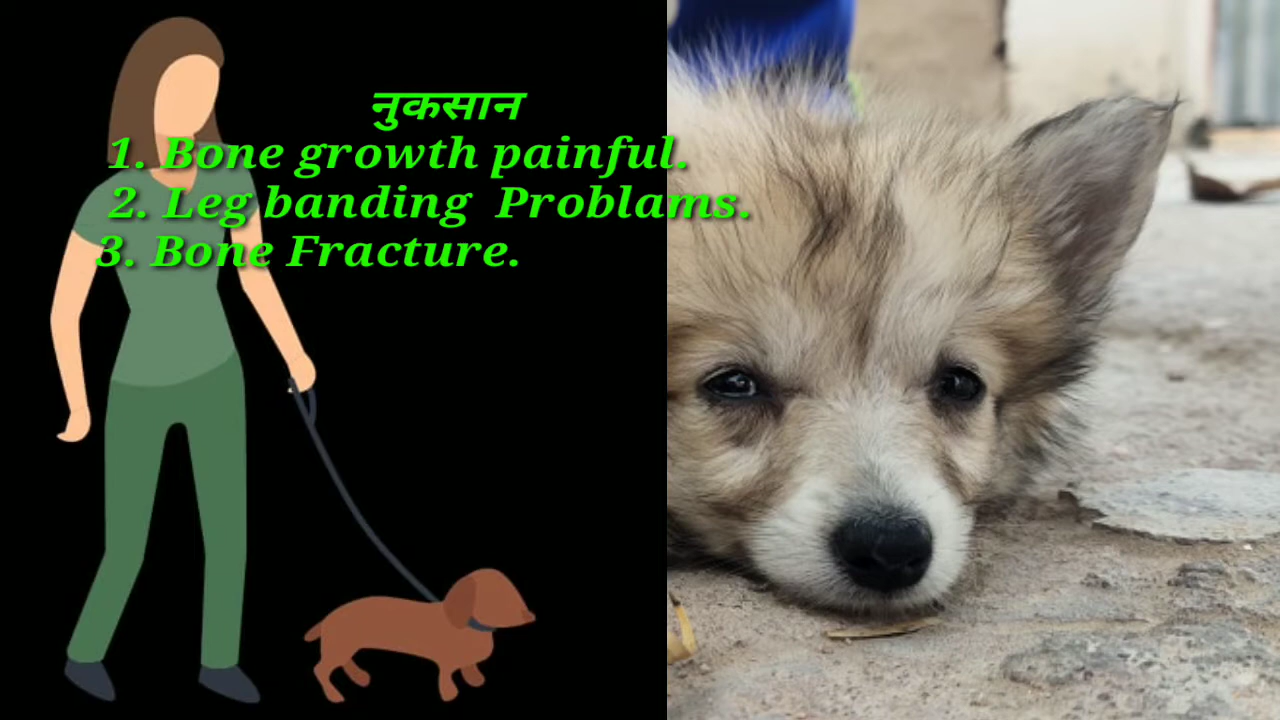 नुकसान
1. Bone growth painful.
2. Leg banding Problams.
3. Bone Fracture.